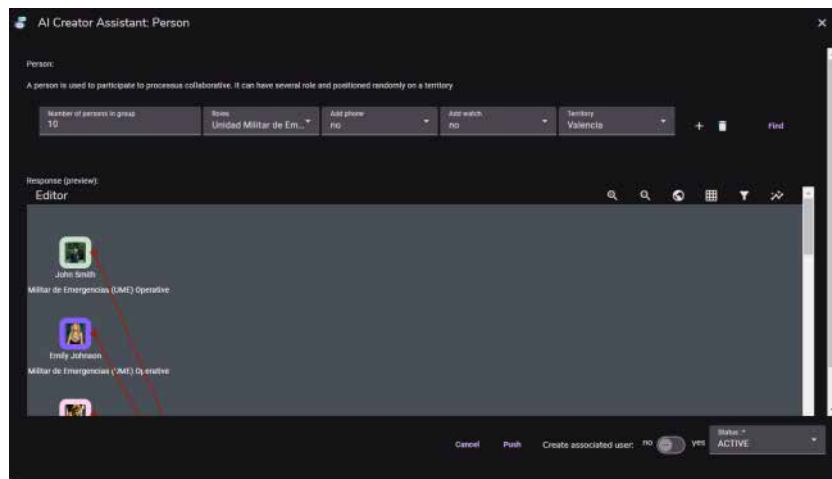 AI Creator Assistant: Person
Person:
A person is used to participate to processus collaborative. It can have several role and positioned randomly on a territory
Number of persons in group
10
Roles
Unidad Militar de Em...
Add phone
no
Add watch
no
Territory
Valencia
Find
Response (preview):
Editor
John Smith
Militar de Emergencias (UME) Operative
Emily Johnson
Militar de Emergencias (UME) Operative
Cancel
Push
Create associated user:
no
yes
Status: *
ACTIVE